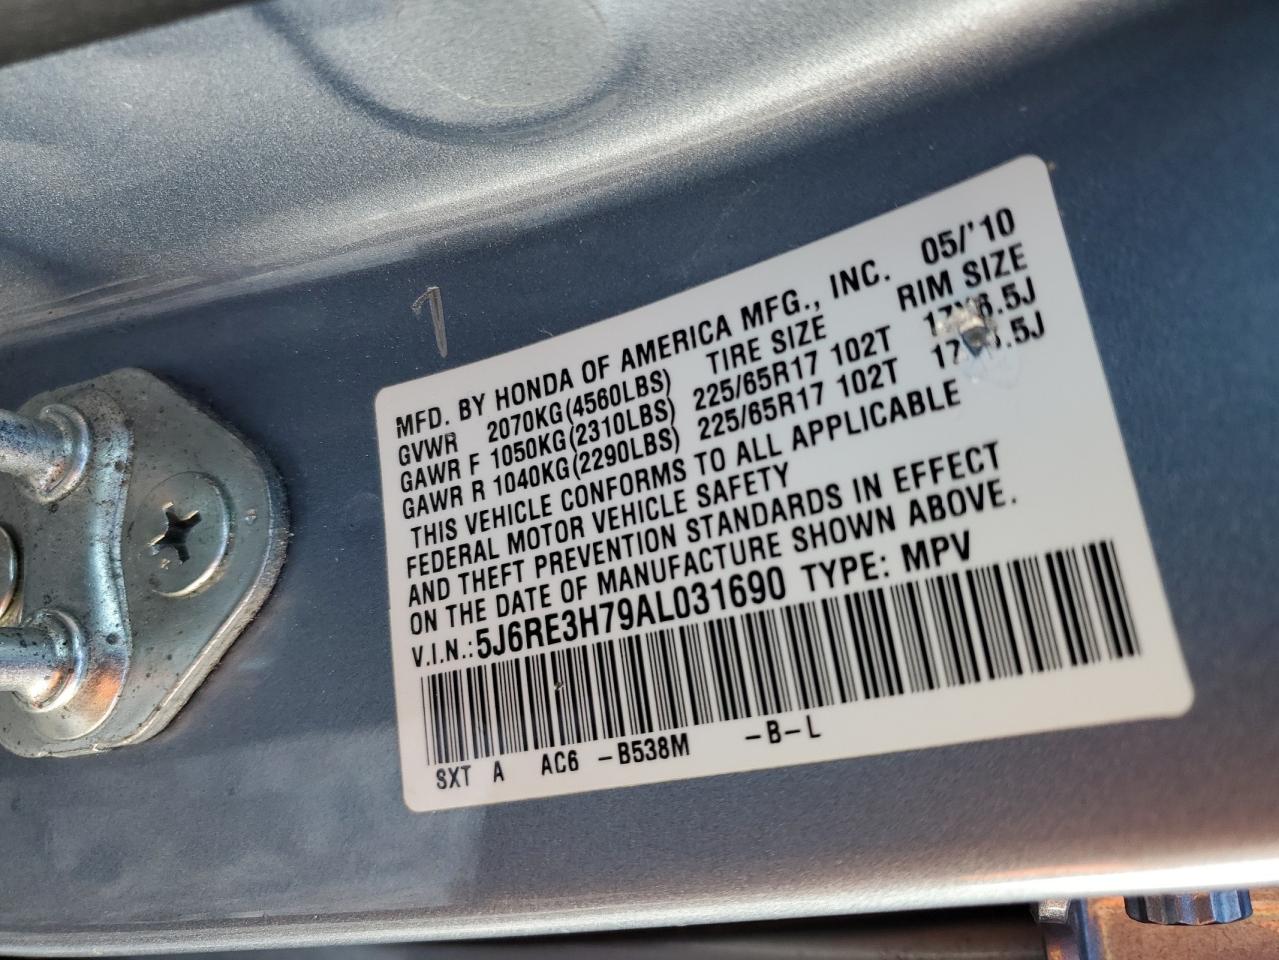 MFD. BY HONDA OF AMERICA MFG., INC. 05/'10
GVWR 2070KG(4560LBS) TIRE SIZE RIM SIZE
GAWR F 1050KG(2310LBS) 225/65R17 102T
GAWR R 1040KG(2290LBS) 225/65R17 102T
THIS VEHICLE CONFORMS TO ALL APPLICABLE
FEDERAL MOTOR VEHICLE SAFETY
AND THEFT PREVENTION STANDARDS IN EFFECT
ON THE DATE OF MANUFACTURE SHOWN ABOVE.
V.I.N.: 5J6RE3H79AL031690 TYPE: MPV
SXT A AC6 -B538M -B-L